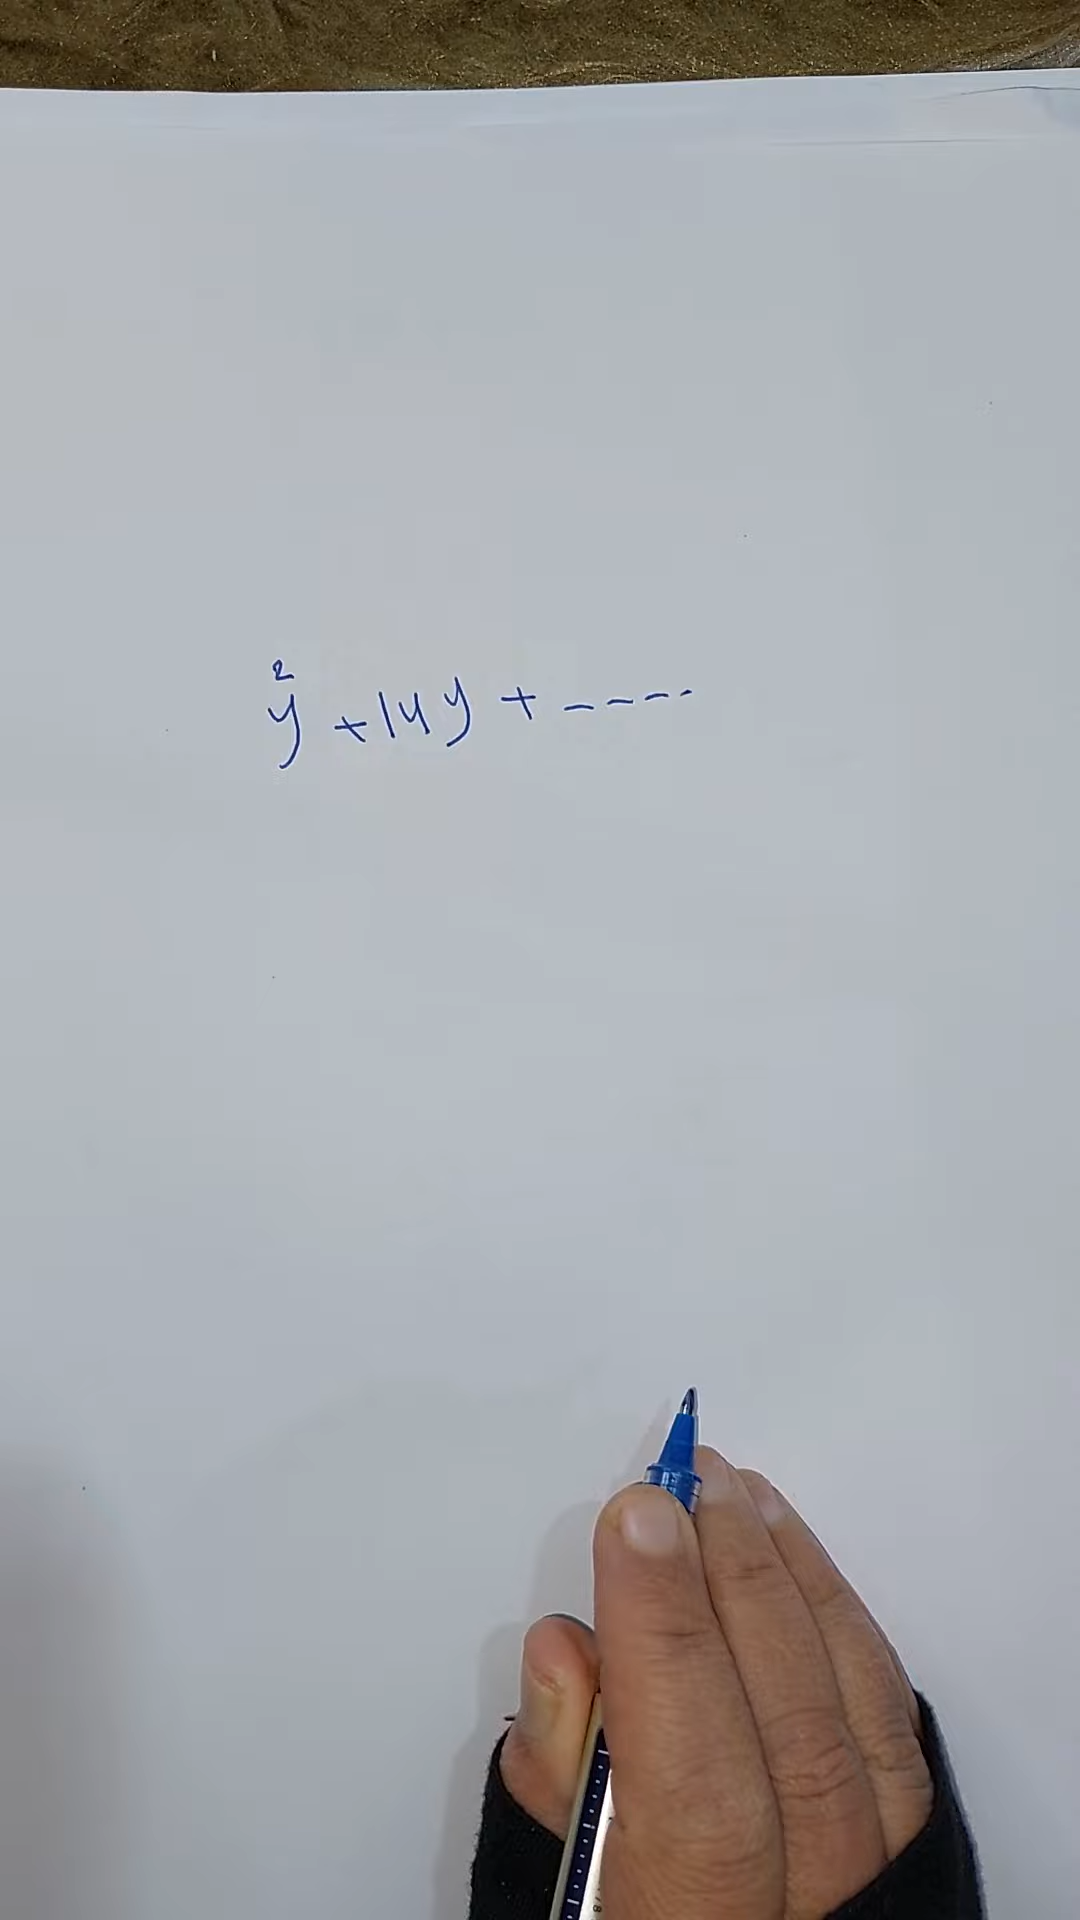 y² + 14y + ----